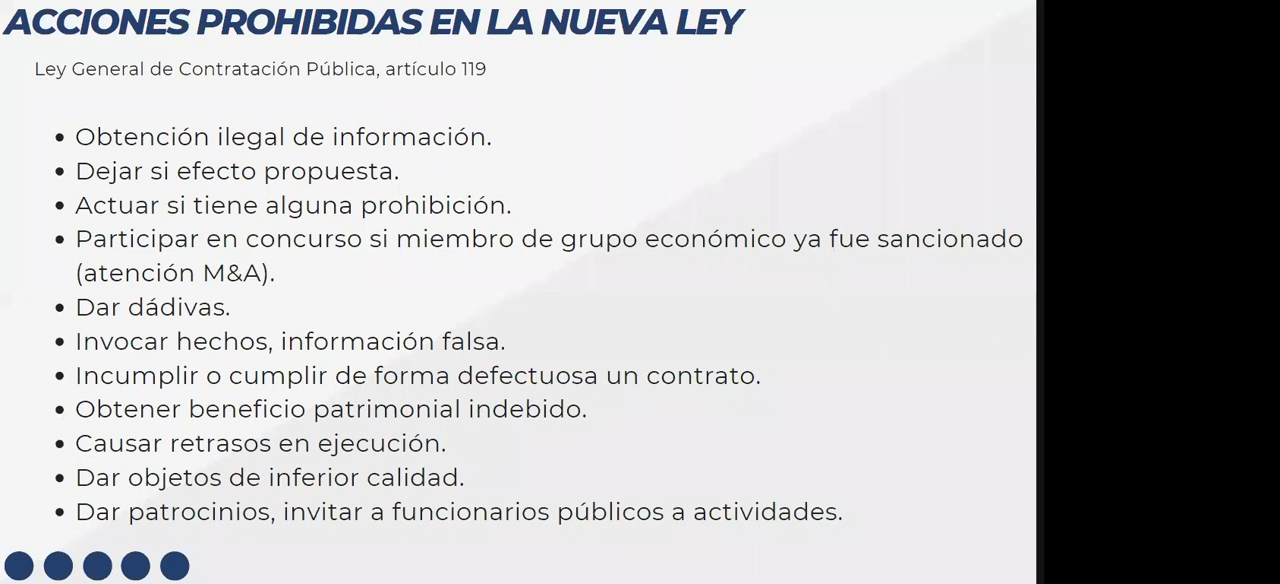 ACCIONES PROHIBIDAS EN LA NUEVA LEY
Ley General de Contratación Pública, artículo 119
• Obtención ilegal de información.
• Dejar si efecto propuesta.
• Actuar si tiene alguna prohibición.
• Participar en concurso si miembro de grupo económico ya fue sancionado
(atención M&A).
• Dar dádivas.
• Invocar hechos, información falsa.
• Incumplir o cumplir de forma defectuosa un contrato.
• Obtener beneficio patrimonial indebido.
• Causar retrasos en ejecución.
• Dar objetos de inferior calidad.
• Dar patrocinios, invitar a funcionarios públicos a actividades.